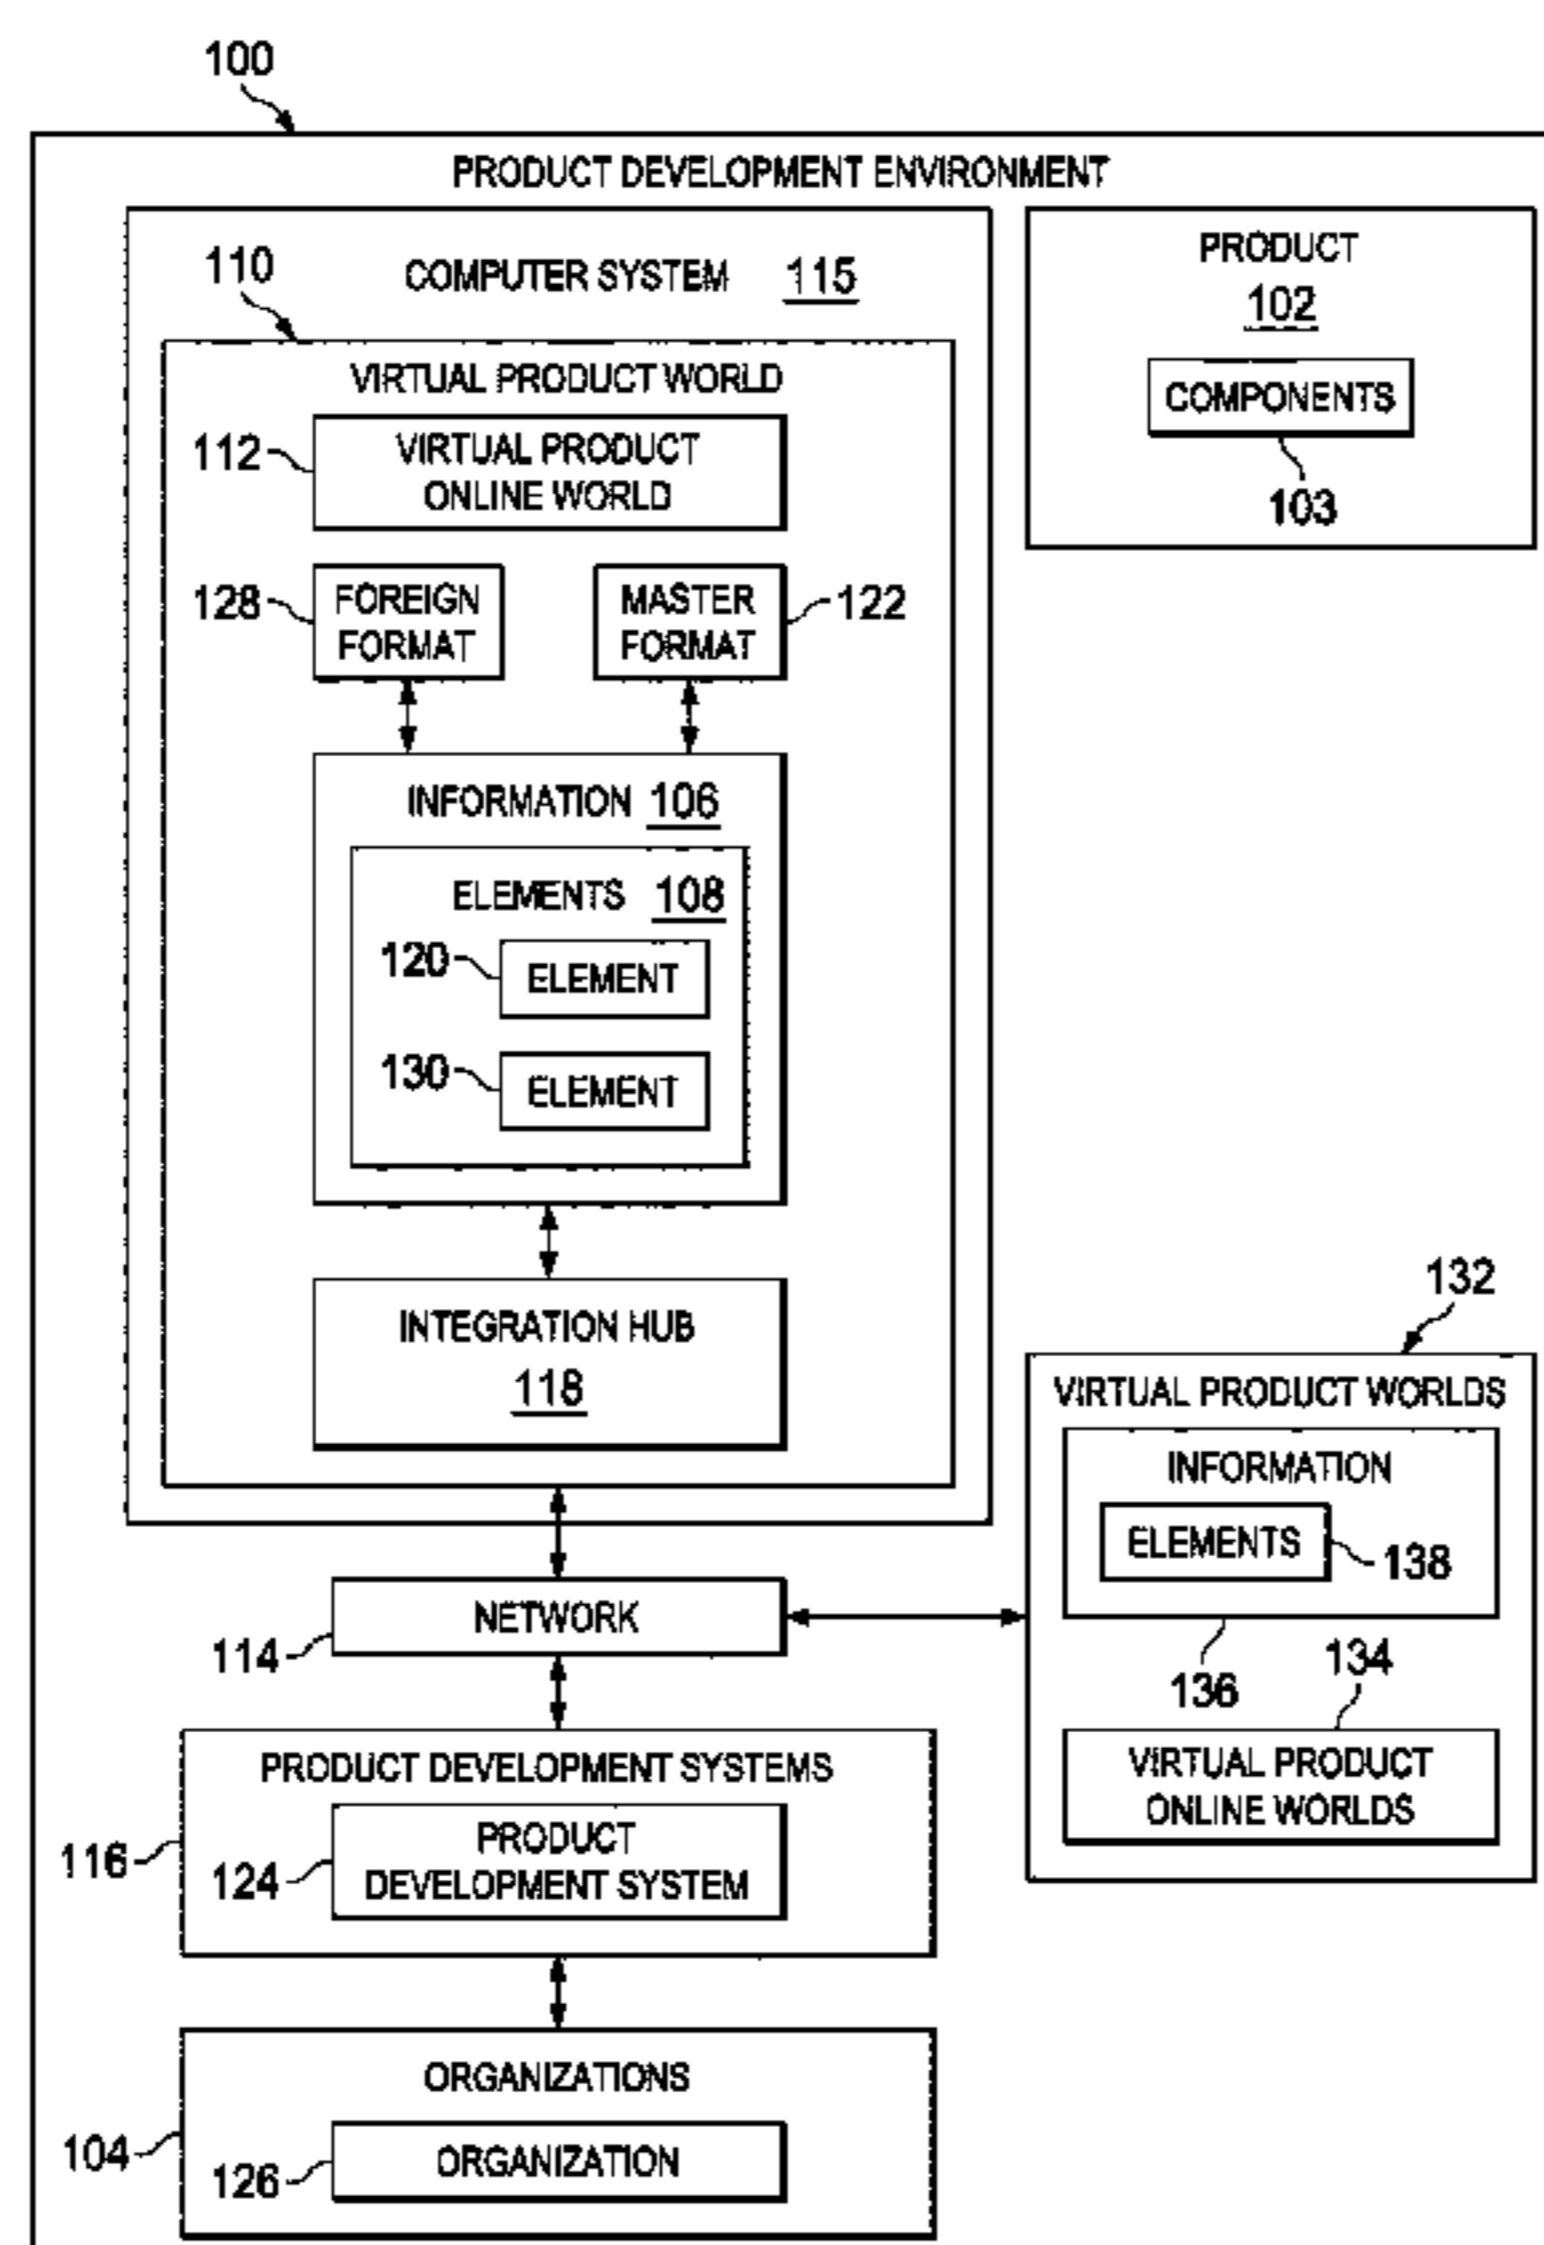 100
PRODUCT DEVELOPMENT ENVIRONMENT
COMPUTER SYSTEM 115
110
VIRTUAL PRODUCT WORLD
112
VIRTUAL PRODUCT
ONLINE WORLD
128
FOREIGN
FORMAT
MASTER
FORMAT
122
INFORMATION 106
ELEMENTS 108
120
ELEMENT
130
ELEMENT
INTEGRATION HUB
118
PRODUCT
102
COMPONENTS
103
132
VIRTUAL PRODUCT WORLDS
INFORMATION
ELEMENTS
138
136
134
VIRTUAL PRODUCT
ONLINE WORLDS
NETWORK
114
PRODUCT DEVELOPMENT SYSTEMS
116
124
PRODUCT
DEVELOPMENT SYSTEM
ORGANIZATIONS
104
126
ORGANIZATION